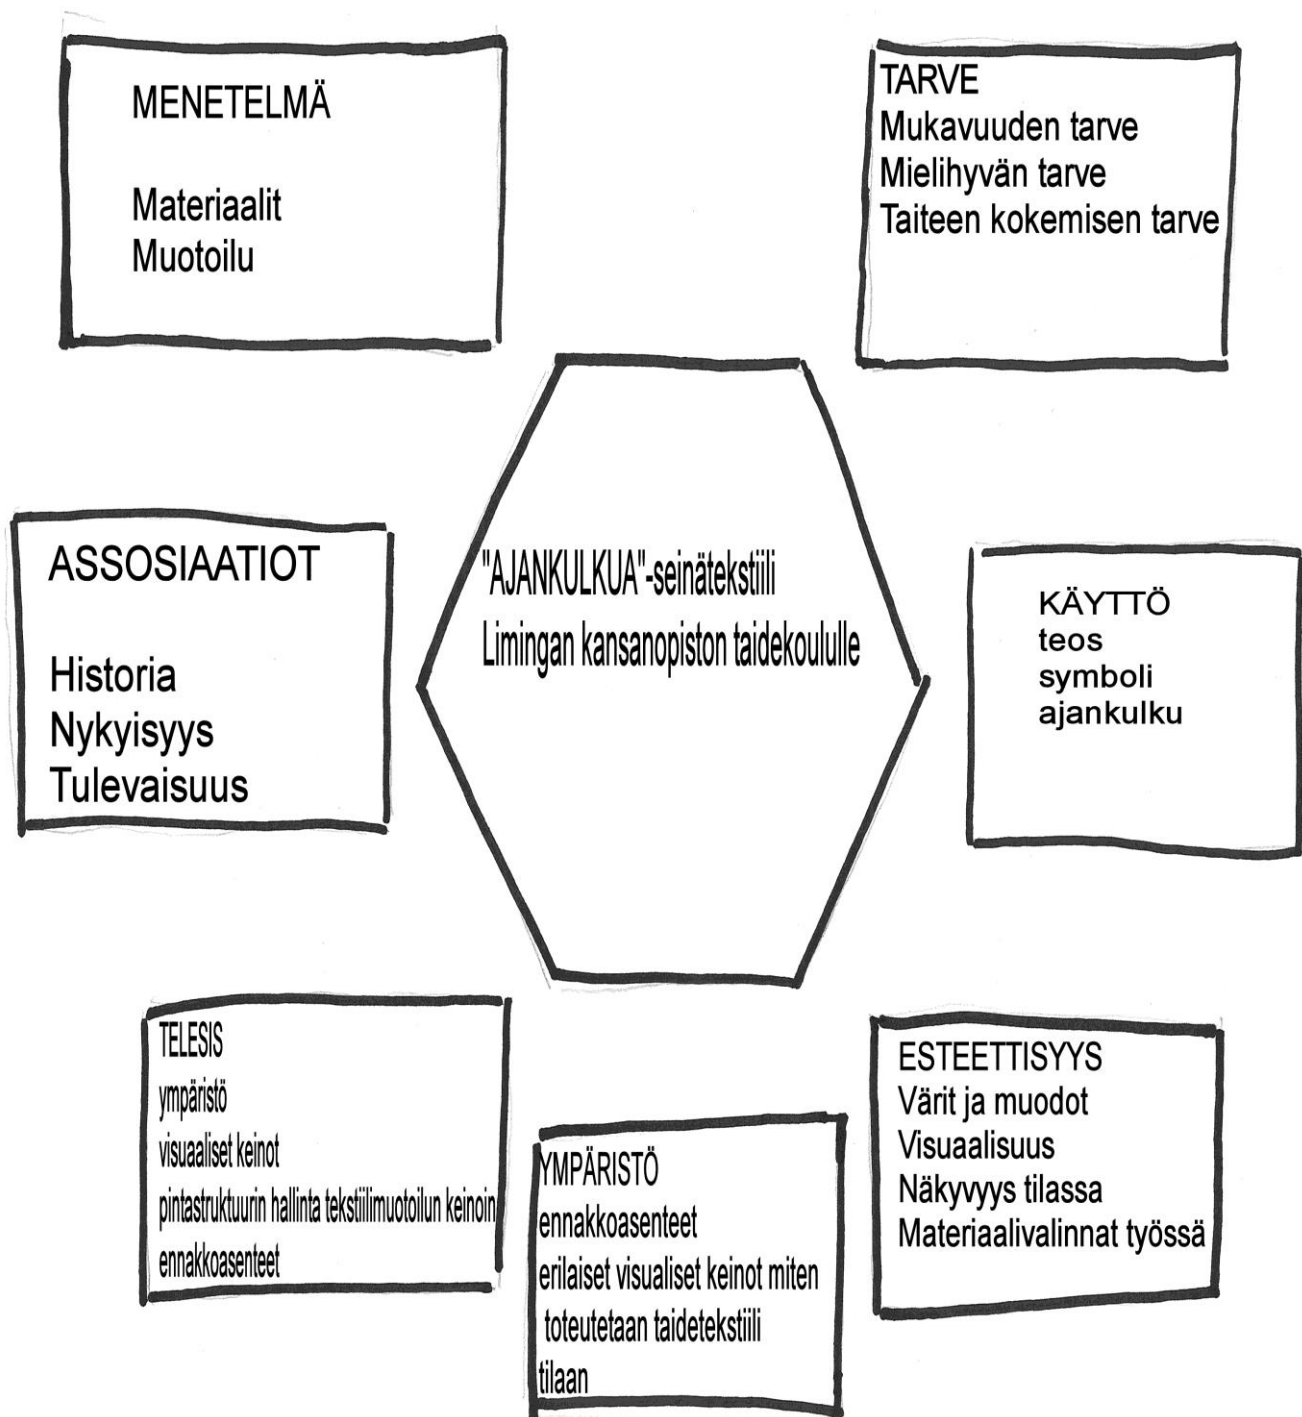 MENETELMÄ
Materiaalit
Muotoilu
TARVE
Mukavuuden tarve
Mielihyvän tarve
Taiteen kokemisen tarve
ASSOSIAATIOT
Historia
Nykyisyys
Tulevaisuus
"AJANKULKUA"-seinätekstiili
Limingan kansanopiston taidekoululle
KÄYTTÖ
teos
symboli
ajankulku
TELESIS
ympäristö
visuaaliset keinot
pintastruktuurin hallinta tekstiilimuotoilun keinoin
ennakkoasenteet
YMPÄRISTÖ
ennakkoasenteet
erilaiset visualiset keinot miten
toteutetaan taidetekstiili
tilaan
ESTEETTISYYS
Värit ja muodot
Visuaalisuus
Näkyvyys tilassa
Materiaalivalinnat työssä